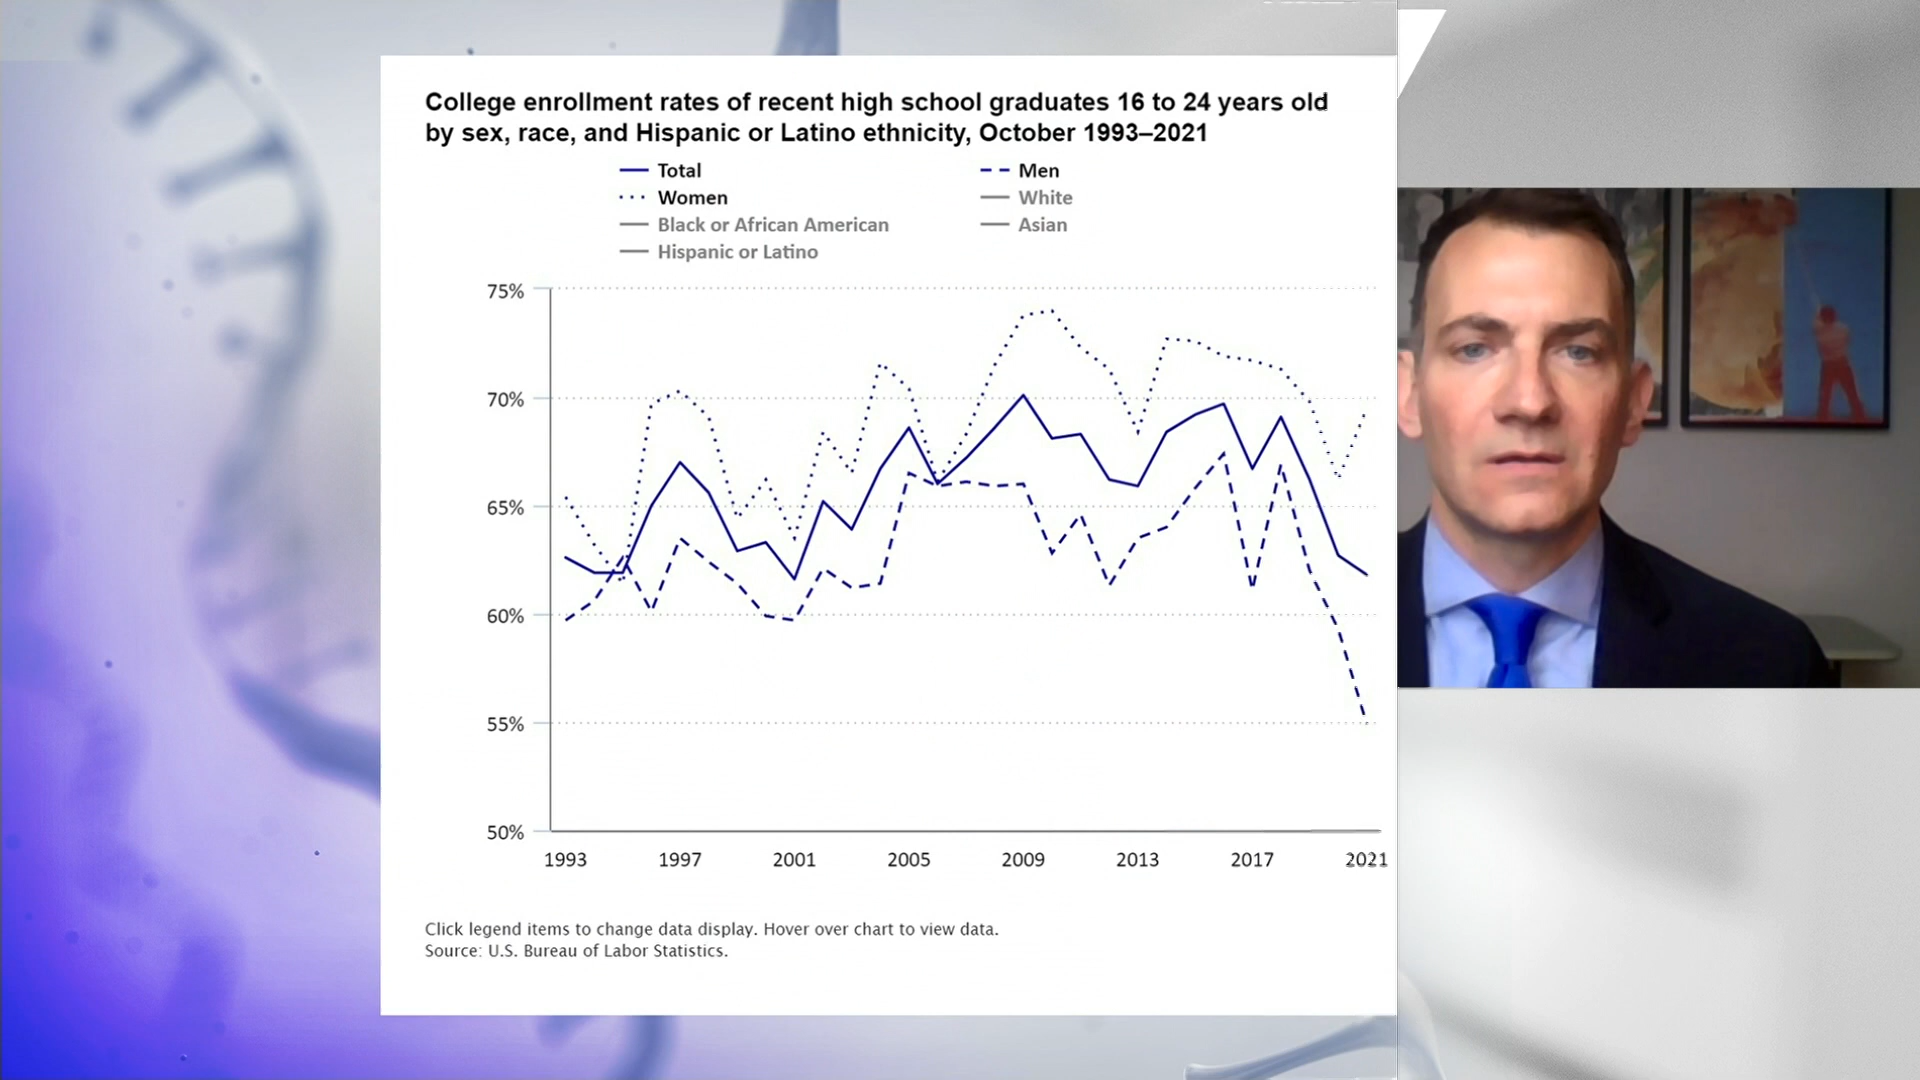 College enrollment rates of recent high school graduates 16 to 24 years old
by sex, race, and Hispanic or Latino ethnicity, October 1993–2021
Total
Men
Women
White
Black or African American
Asian
Hispanic or Latino
75%
70%
65%
60%
55%
50%
1993 1997 2001 2005 2009 2013 2017 2021
Click legend items to change data display. Hover over chart to view data.
Source: U.S. Bureau of Labor Statistics.